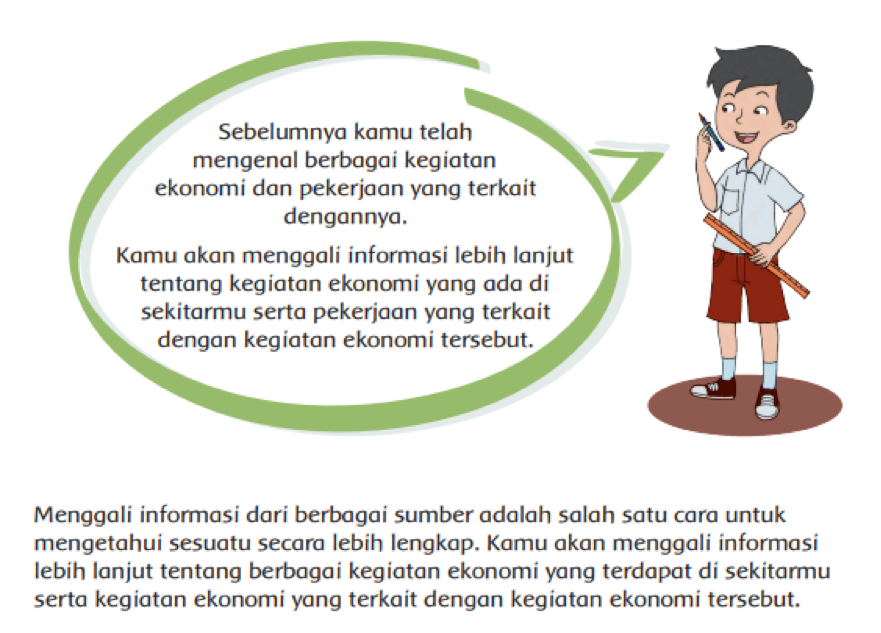 Sebelumnya kamu telah
mengenal berbagai kegiatan
ekonomi dan pekerjaan yang terkait
dengannya.
Kamu akan menggali informasi lebih lanjut
tentang kegiatan ekonomi yang ada di
sekitarmu serta pekerjaan yang terkait
dengan kegiatan ekonomi tersebut.
Menggali informasi dari berbagai sumber adalah salah satu cara untuk
mengetahui sesuatu secara lebih lengkap. Kamu akan menggali informasi
lebih lanjut tentang berbagai kegiatan ekonomi yang terdapat di sekitarmu
serta kegiatan ekonomi yang terkait dengan kegiatan ekonomi tersebut.